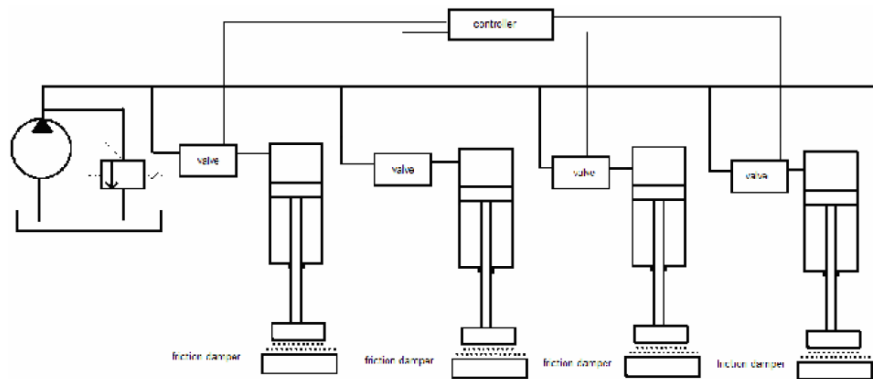 controller
valve
valve
valve
valve
friction damper
friction damper
friction damper
friction damper